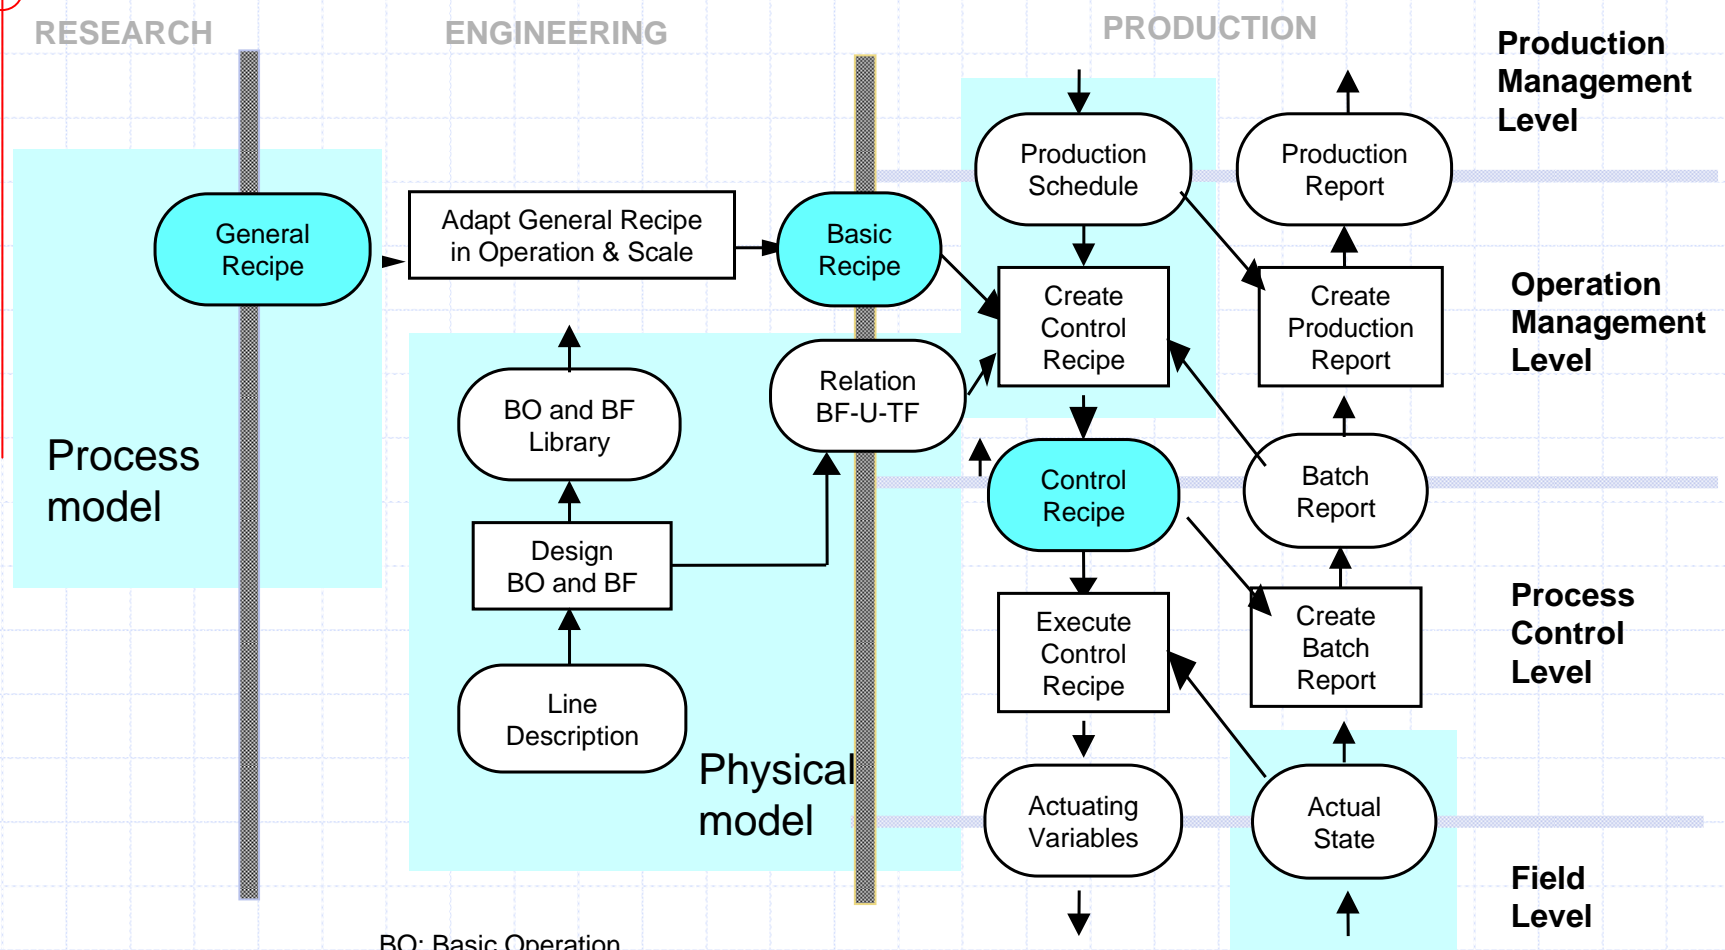 RESEARCH
ENGINEERING
PRODUCTION
Production
Management
Level
Production
Schedule
Production
Report
General
Recipe
Adapt General Recipe
in Operation & Scale
Basic
Recipe
Create
Control
Recipe
Create
Production
Report
Operation
Management
Level
BO and BF
Library
Relation
BF-U-TF
Process
model
Control
Recipe
Batch
Report
Design
BO and BF
Execute
Control
Recipe
Create
Batch
Report
Process
Control
Level
Line
Description
Physical
model
Actuating
Variables
Actual
State
Field
Level
BO: Basic Operation